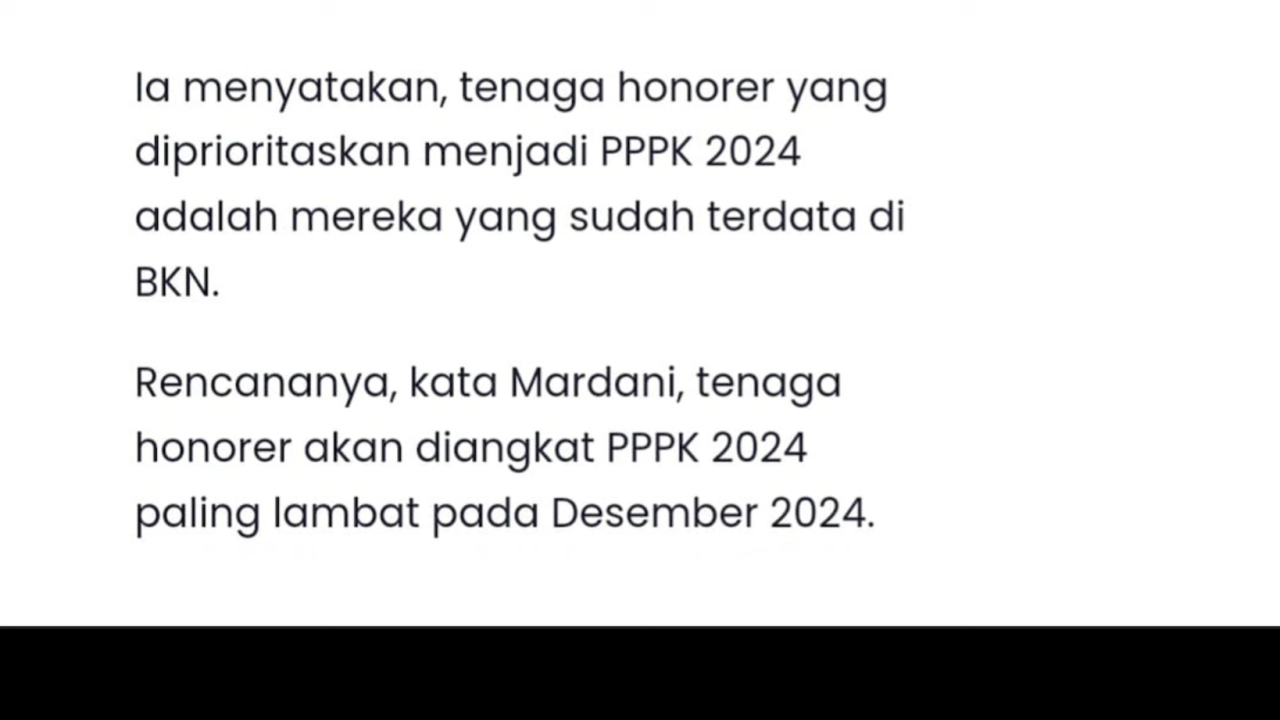 Ia menyatakan, tenaga honorer yang
diprioritaskan menjadi PPPK 2024
adalah mereka yang sudah terdata di
BKN.
Rencananya, kata Mardani, tenaga
honorer akan diangkat PPPK 2024
paling lambat pada Desember 2024.